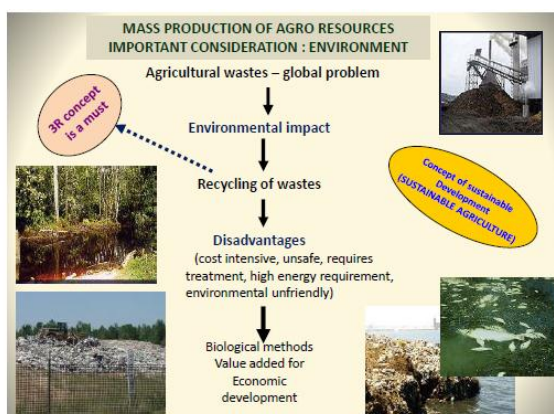 MASS PRODUCTION OF AGRO RESOURCES
IMPORTANT CONSIDERATION : ENVIRONMENT
Agricultural wastes – global problem
3R concept
is a must
Environmental impact
Concept of sustainable
Development
(SUSTAINABLE AGRICULTURE)
Recycling of wastes
Disadvantages
(cost intensive, unsafe, requires
treatment, high energy requirement,
environmental unfriendly)
Biological methods
Value added for
Economic
development